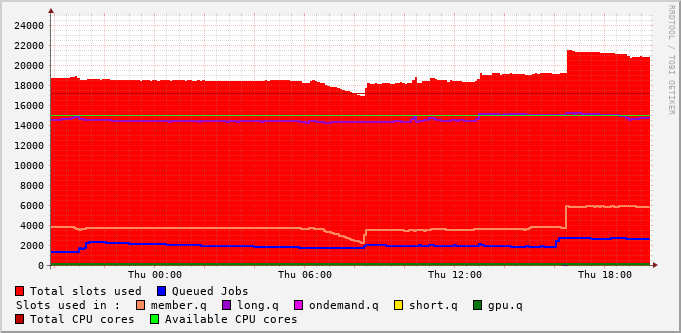 RRDTOOL / TOBI OETIKER
24000
22000
20000
18000
16000
14000
12000
10000
8000
6000
4000
2000
0
Thu 00:00 Thu 06:00 Thu 12:00 Thu 18:00
Total slots used Queued Jobs
Slots used in : member.q long.q ondemand.q short.q gpu.q
Total CPU cores Available CPU cores